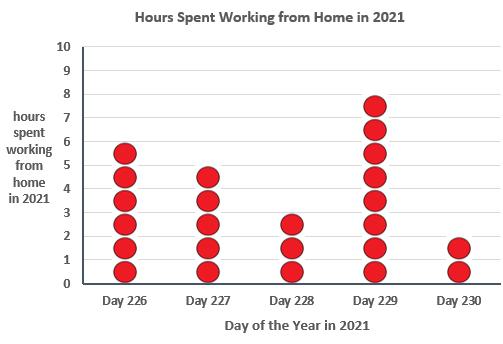 Hours Spent Working from Home in 2021
10
9
8
7
6
5
4
3
2
1
0
hours
spent
working
from
home
in 2021
Day 226 Day 227 Day 228 Day 229 Day 230
Day of the Year in 2021